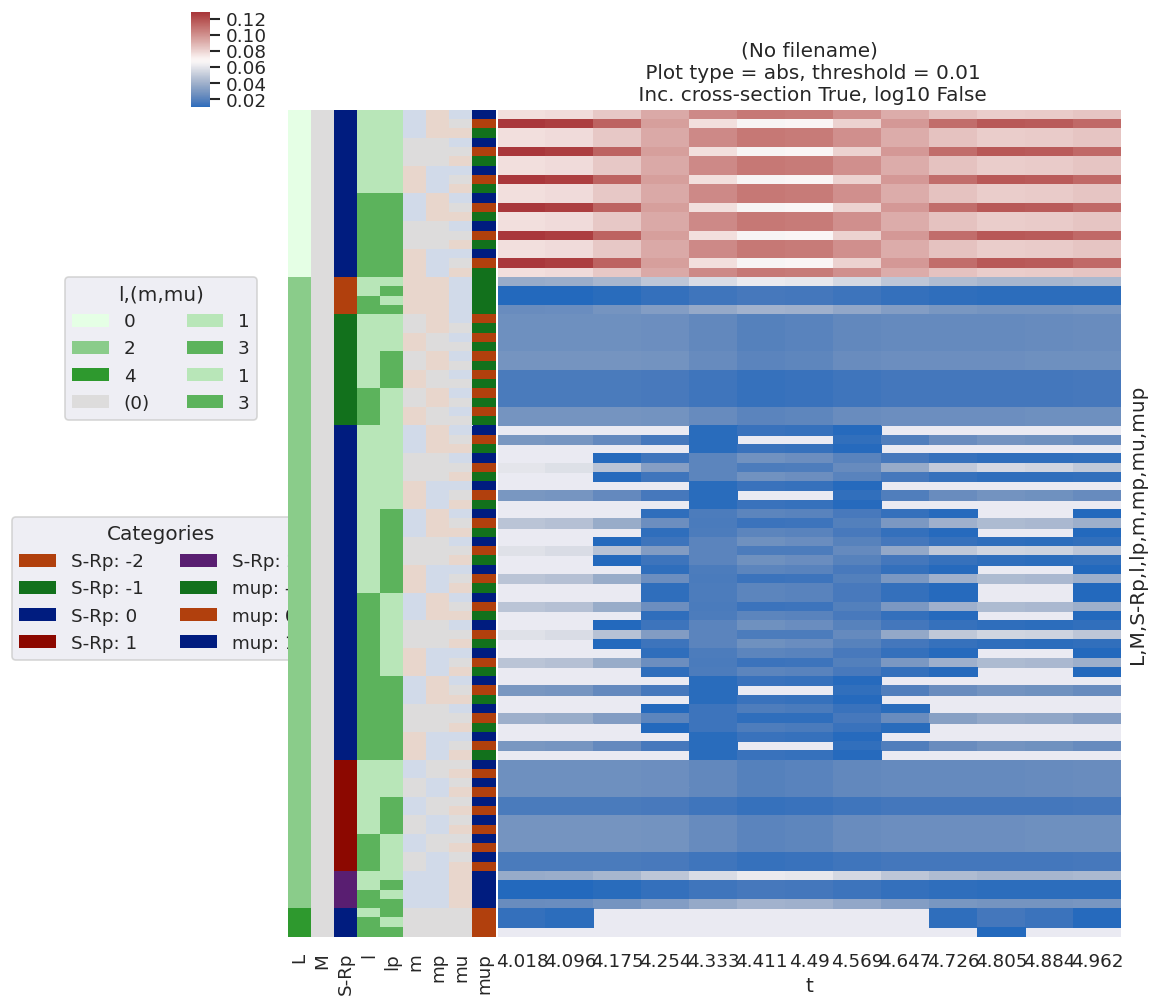 0.12
0.10
0.08
0.06
0.04
0.02
(No filename)
Plot type = abs, threshold = 0.01
Inc. cross-section True, log10 False
l,(m,mu)
0
1
2
3
4
1
(0)
3
Categories
S-Rp: -2
S-Rp:
S-Rp: -1
mup: -
S-Rp: 0
mup:
S-Rp: 1
mup:
L,M,S-Rp,l,lp,m,mp,mu,mup
L
M
S-Rp
l
lp
m
mp
mu
mup
4.018
4.096
4.175
4.254
4.333
4.411
4.49
4.569
4.647
4.726
4.805
4.884
4.962
t